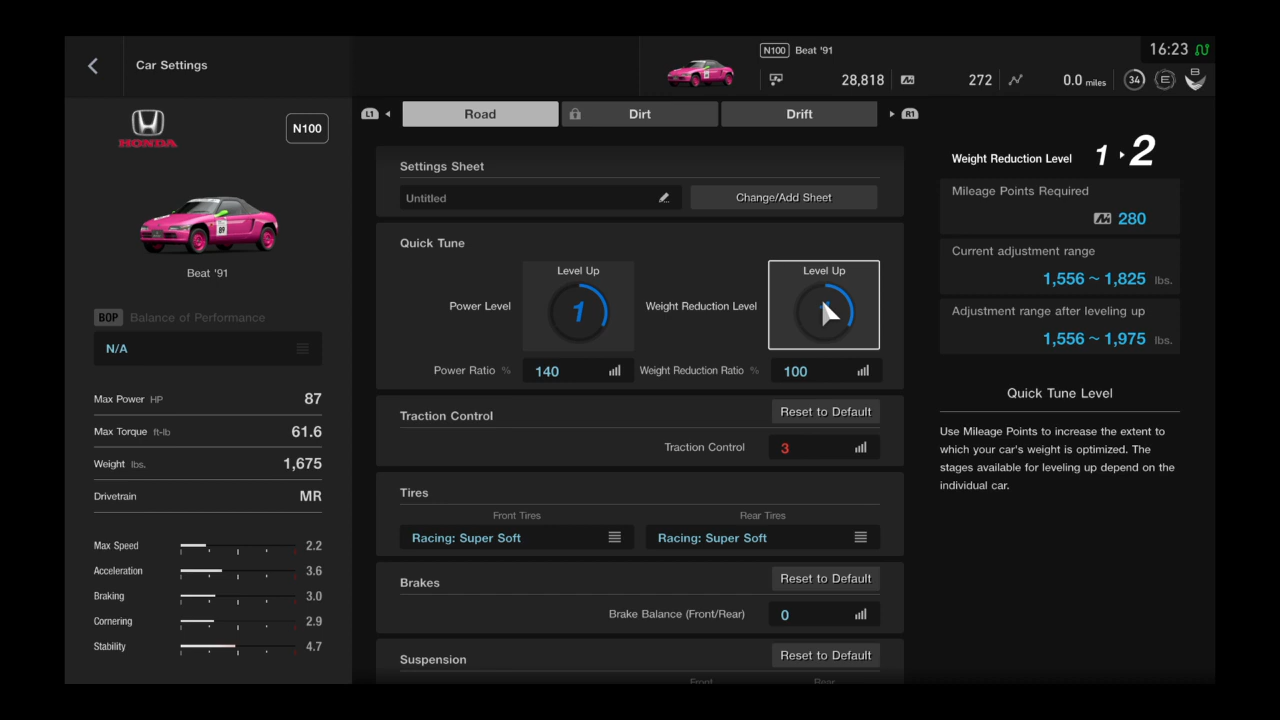 Car Settings
N100 Beat '91
16:23
28,818
272
0.0 miles
34
E
B
HONDA
N100
89
Beat '91
BOP Balance of Performance
N/A
Max Power HP 87
Max Torque ft-lb 61.6
Weight lbs. 1,675
Drivetrain MR
Max Speed 2.2
Acceleration 3.6
Braking 3.0
Cornering 2.9
Stability 4.7
L1 Road Dirt Drift R1
Settings Sheet
Untitled Change/Add Sheet
Quick Tune
Level Up Level Up
Power Level 1 Weight Reduction Level
Power Ratio % 140 Weight Reduction Ratio % 100
Traction Control Reset to Default
Traction Control 3
Tires
Front Tires Rear Tires
Racing: Super Soft Racing: Super Soft
Brakes Reset to Default
Brake Balance (Front/Rear) 0
Suspension Reset to Default
Front Rear
Weight Reduction Level 1 2
Mileage Points Required
280
Current adjustment range
1,556 ~ 1,825 lbs.
Adjustment range after leveling up
1,556 ~ 1,975 lbs.
Quick Tune Level
Use Mileage Points to increase the extent to
which your car's weight is optimized. The
stages available for leveling up depend on the
individual car.